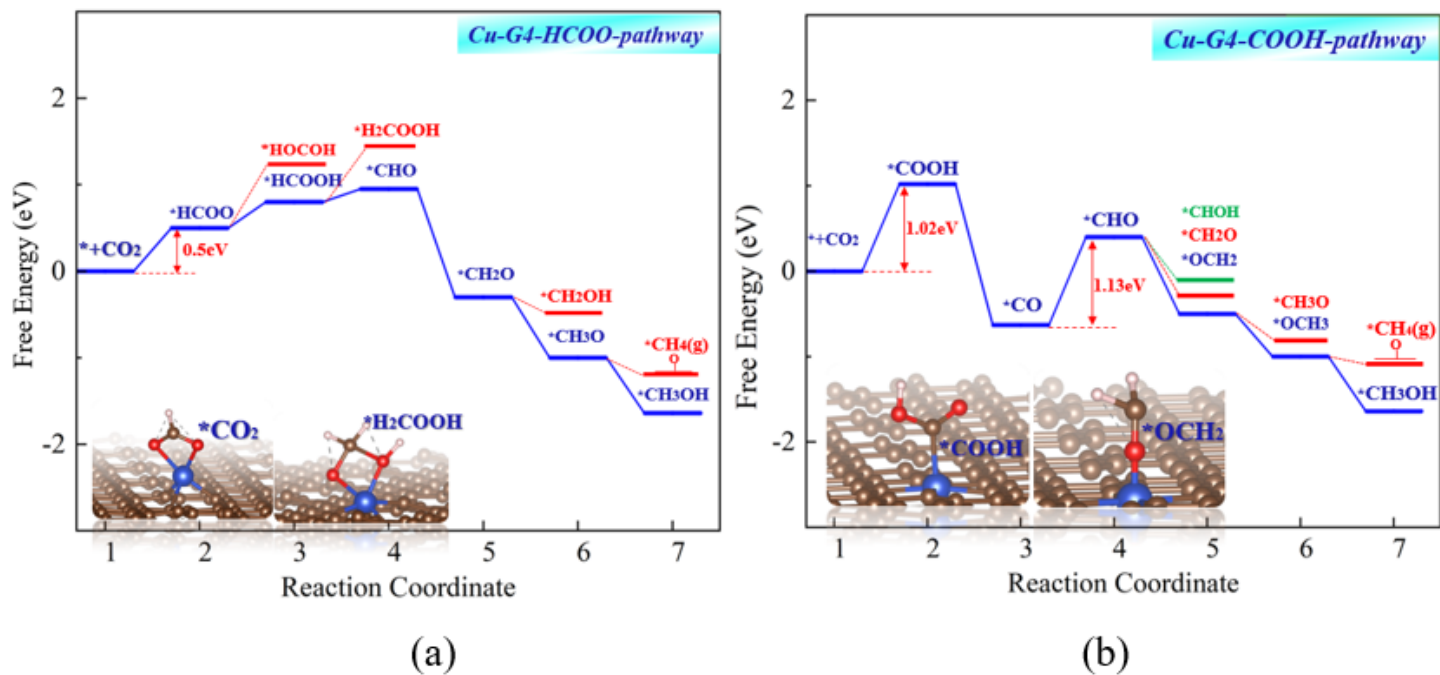 Cu-G4-HCOO-pathway
Free Energy (eV)
2
0
-2
*+CO2
*HCOO
0.5eV
*HOCOH
*HCOOH
*H2COOH
*CHO
*CH2O
*CH2OH
*CH3O
*CH4(g)
O
*CH3OH
*CO2
*H2COOH
1 2 3 4 5 6 7
Reaction Coordinate
(a)
Cu-G4-COOH-pathway
Free Energy (eV)
2
0
-2
*+CO2
*COOH
1.02eV
*CO
*CHO
1.13eV
*CHOH
*CH2O
*OCH2
*CH3O
*OCH3
*CH4(g)
O
*CH3OH
*COOH
*OCH2
1 2 3 4 5 6 7
Reaction Coordinate
(b)